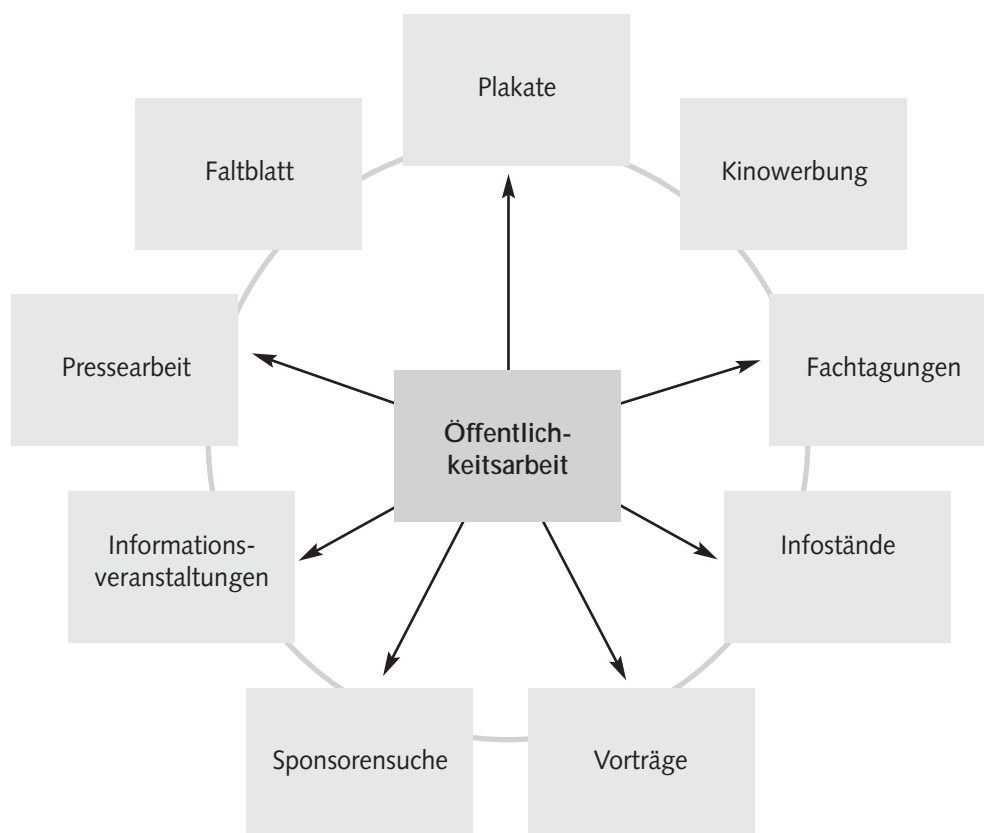 Plakate
Faltblatt
Kinowerbung
Pressearbeit
Fachtagungen
Öffentlich-
keitsarbeit
Informations-
veranstaltungen
Infostände
Sponsorensuche
Vorträge